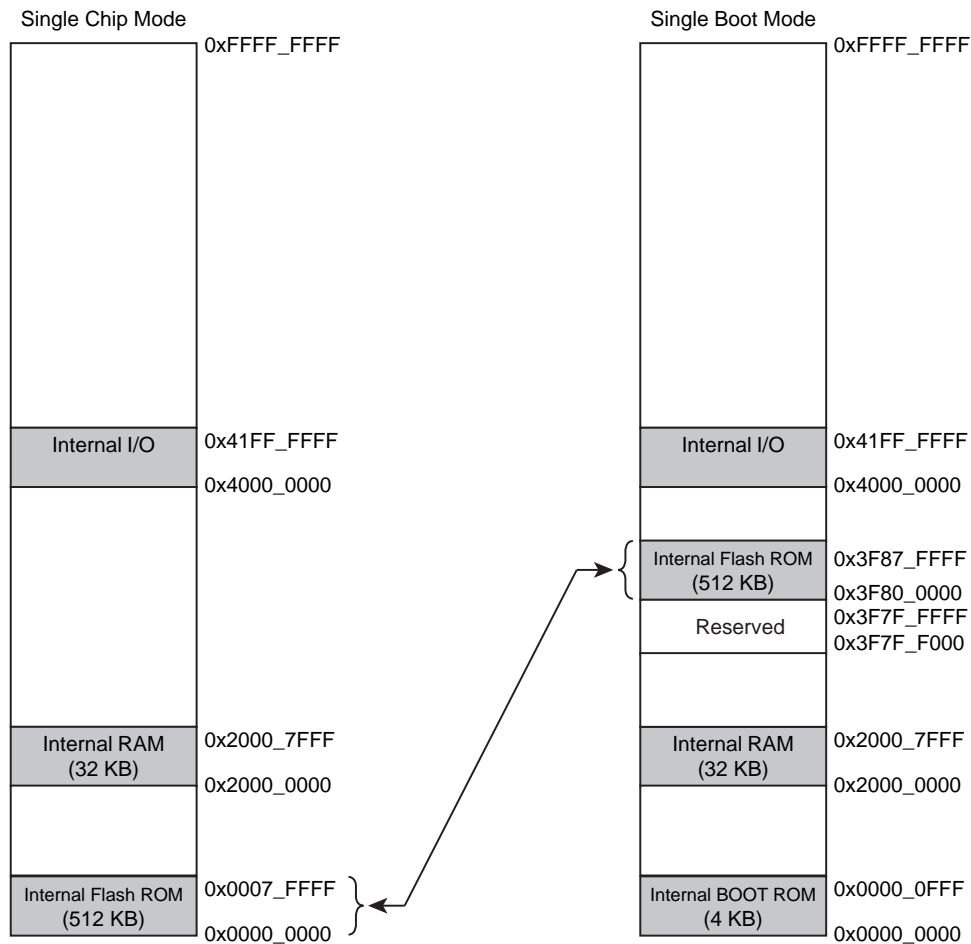 Single Chip Mode
0xFFFF_FFFF
Internal I/O
0x41FF_FFFF
0x4000_0000
Internal RAM
(32 KB)
0x2000_7FFF
0x2000_0000
Internal Flash ROM
(512 KB)
0x0007_FFFF
0x0000_0000
Single Boot Mode
0xFFFF_FFFF
Internal I/O
0x41FF_FFFF
0x4000_0000
Internal Flash ROM
(512 KB)
0x3F87_FFFF
0x3F80_0000
Reserved
0x3F7F_FFFF
0x3F7F_F000
Internal RAM
(32 KB)
0x2000_7FFF
0x2000_0000
Internal BOOT ROM
(4 KB)
0x0000_0FFF
0x0000_0000